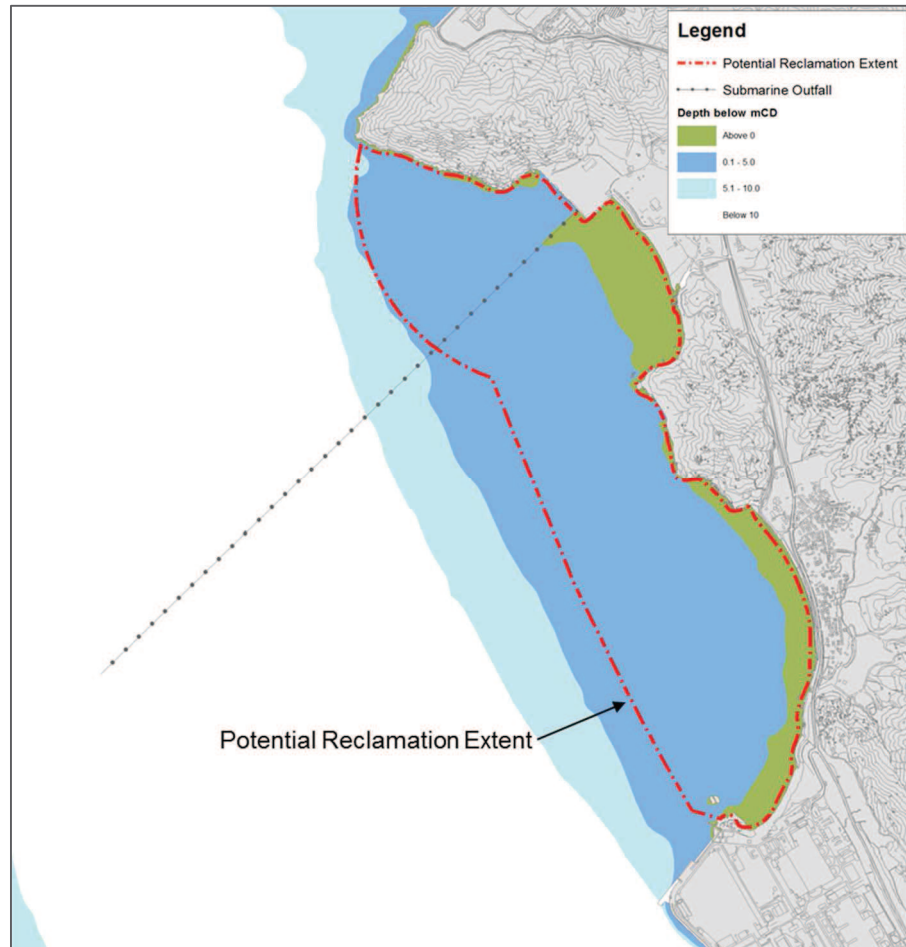 Legend
Potential Reclamation Extent
Submarine Outfall
Depth below mCD
Above 0
0.1 - 5.0
5.1 - 10.0
Below 10
Potential Reclamation Extent